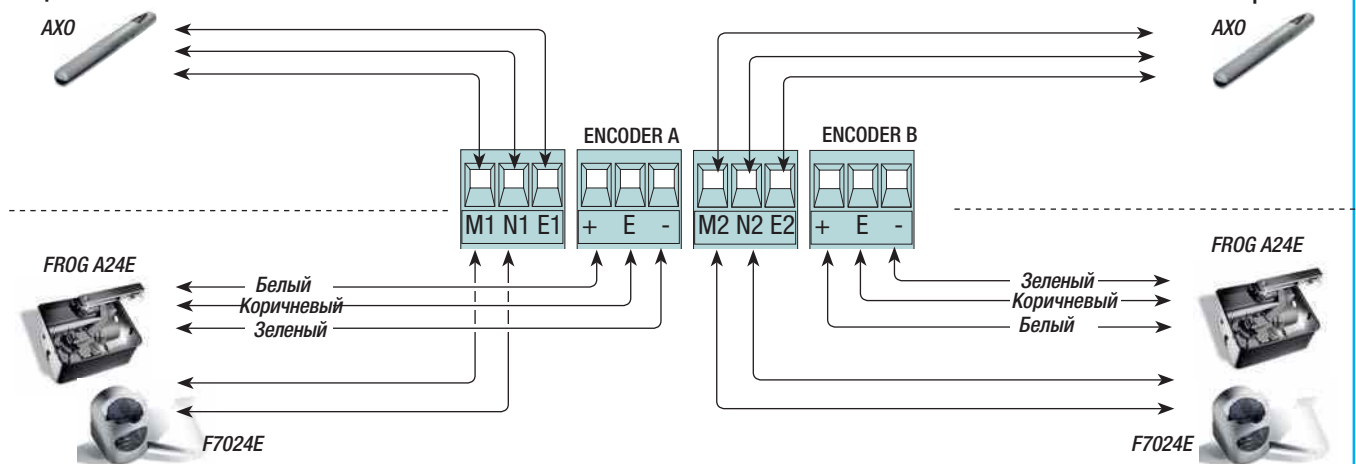 AXO
AXO
ENCODER A
ENCODER B
M1 N1 E1
+ E -
M2 N2 E2
+ E -
FROG A24E
FROG A24E
Белый
Коричневый
Зеленый
Зеленый
Коричневый
Белый
F7024E
F7024E